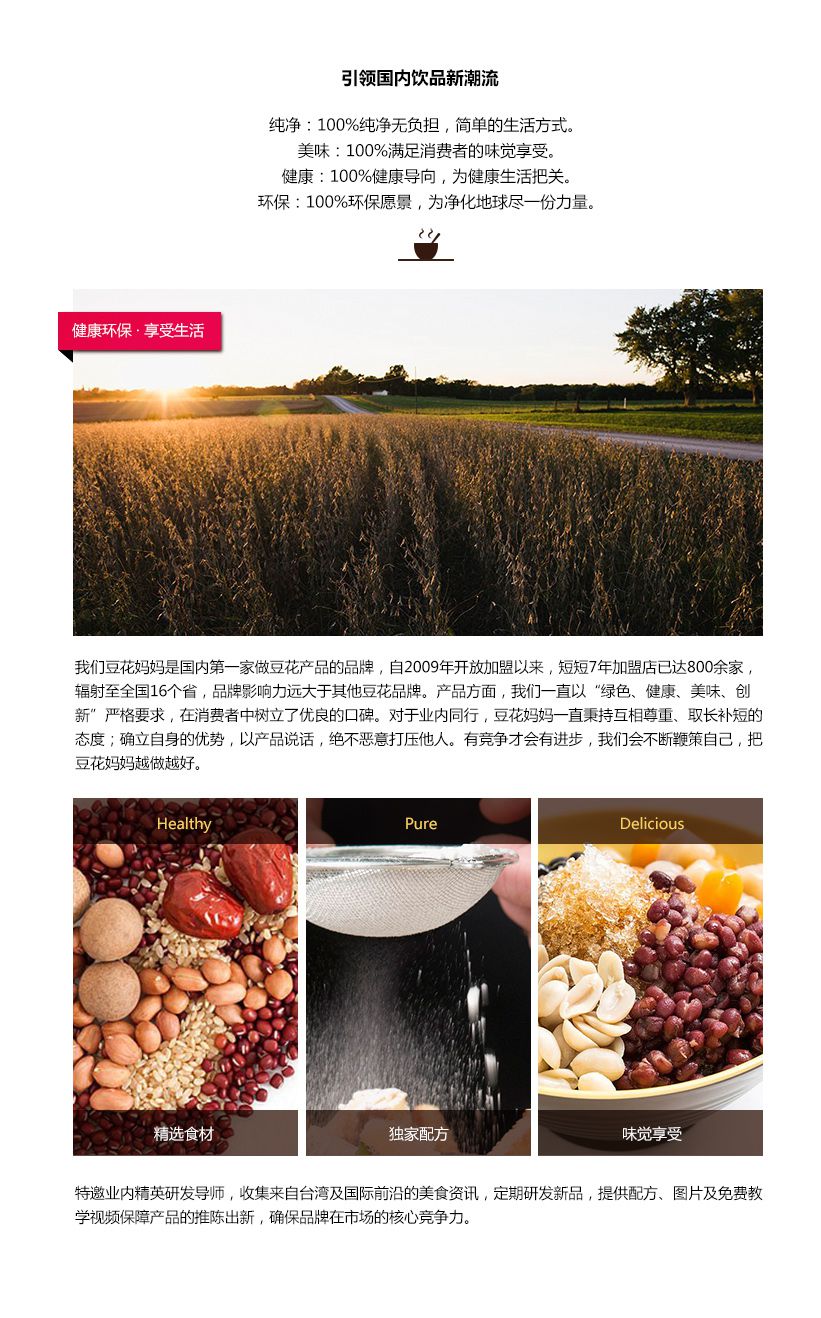 引领国内饮品新潮流
纯净：100%纯净无负担，简单的生活方式。
美味：100%满足消费者的味觉享受。
健康：100%健康导向，为健康生活把关。
环保：100%环保愿景，为净化地球尽一份力量。
健康环保 · 享受生活
我们豆花妈妈是国内第一家做豆花产品的品牌，自2009年开放加盟以来，短短7年加盟店已达800余家，
辐射至全国16个省，品牌影响力远大于其他豆花品牌。产品方面，我们一直以“绿色、健康、美味、创
新”严格要求，在消费者中树立了优良的口碑。对于业内同行，豆花妈妈一直秉持互相尊重、取长补短的
态度；确立自身的优势，以产品说话，绝不恶意打压他人。有竞争才会有进步，我们会不断鞭策自己，把
豆花妈妈越做越好。
Healthy
Pure
Delicious
精选食材
独家配方
味觉享受
特邀业内精英研发导师，收集来自台湾及国际前沿的美食资讯，定期研发新品，提供配方、图片及免费教
学视频保障产品的推陈出新，确保品牌在市场的核心竞争力。